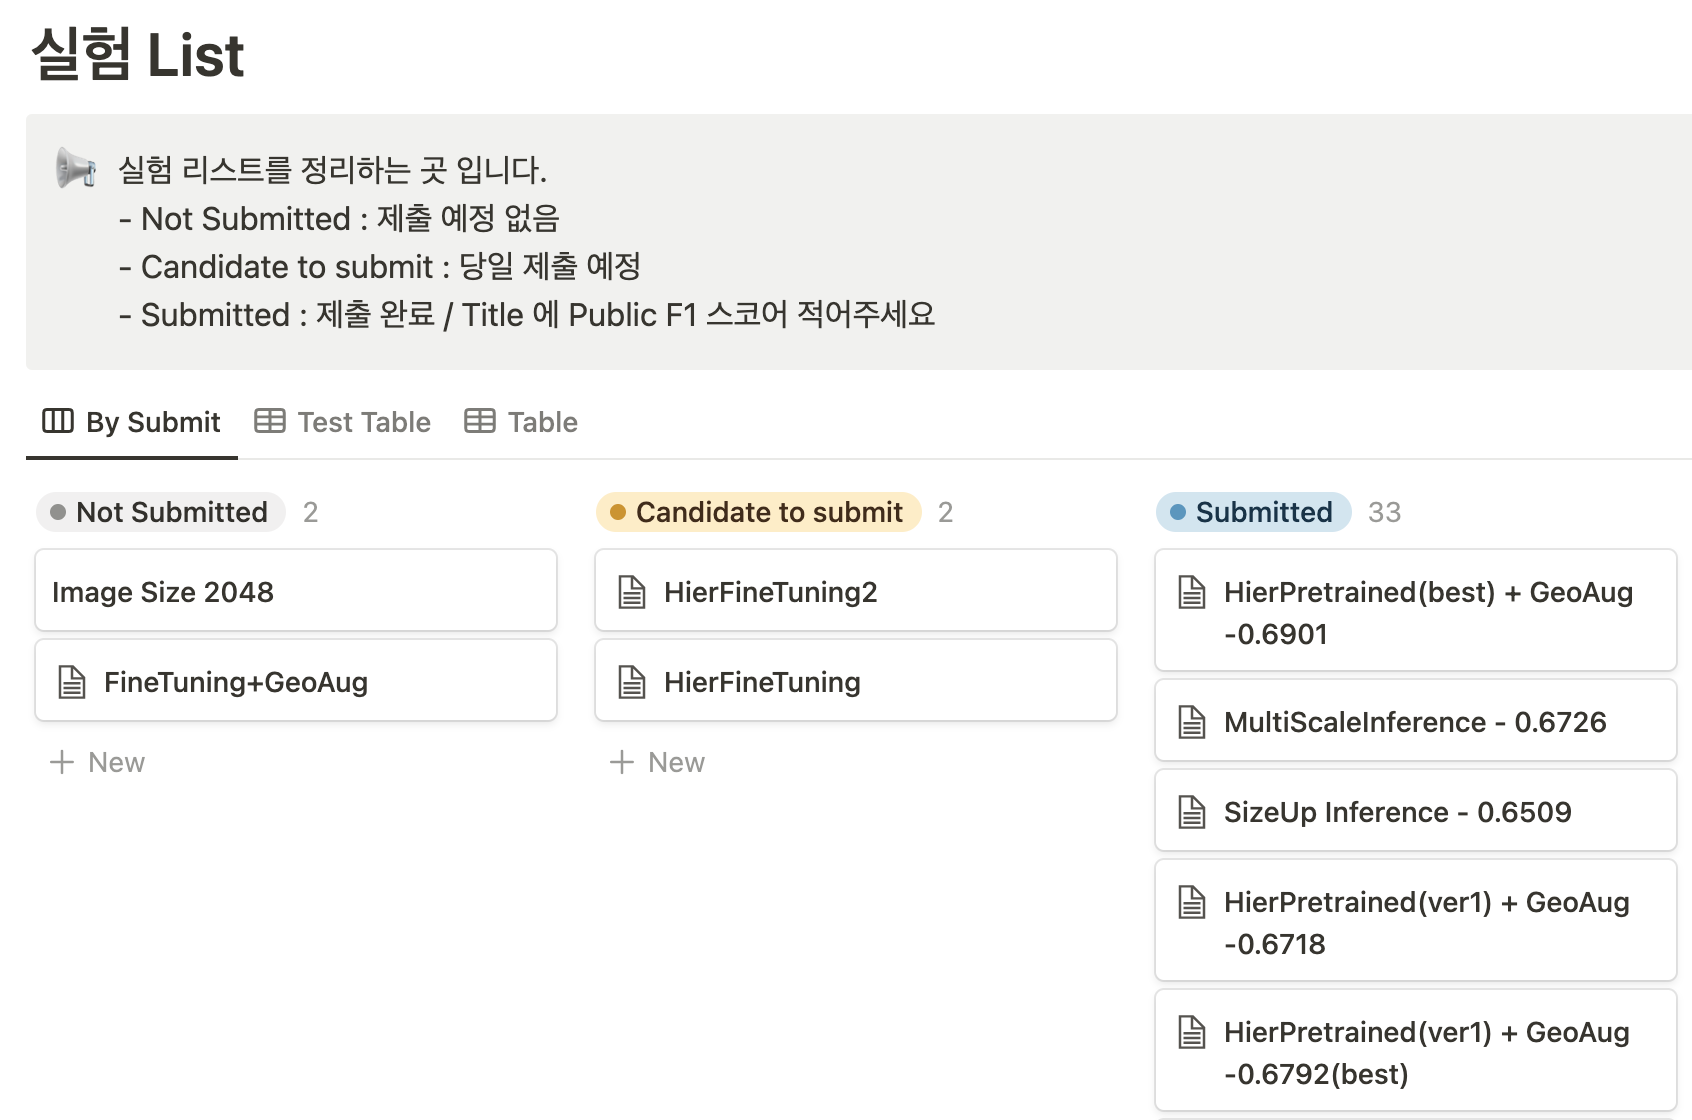 실험 List
실험 리스트를 정리하는 곳 입니다.
- Not Submitted : 제출 예정 없음
- Candidate to submit : 당일 제출 예정
- Submitted : 제출 완료 / Title 에 Public F1 스코어 적어주세요
By Submit Test Table Table
Not Submitted 2
Image Size 2048
FineTuning+GeoAug
New
Candidate to submit 2
HierFineTuning2
HierFineTuning
New
Submitted 33
HierPretrained(best) + GeoAug
-0.6901
MultiScaleInference - 0.6726
SizeUp Inference - 0.6509
HierPretrained(ver1) + GeoAug
-0.6718
HierPretrained(ver1) + GeoAug
-0.6792(best)